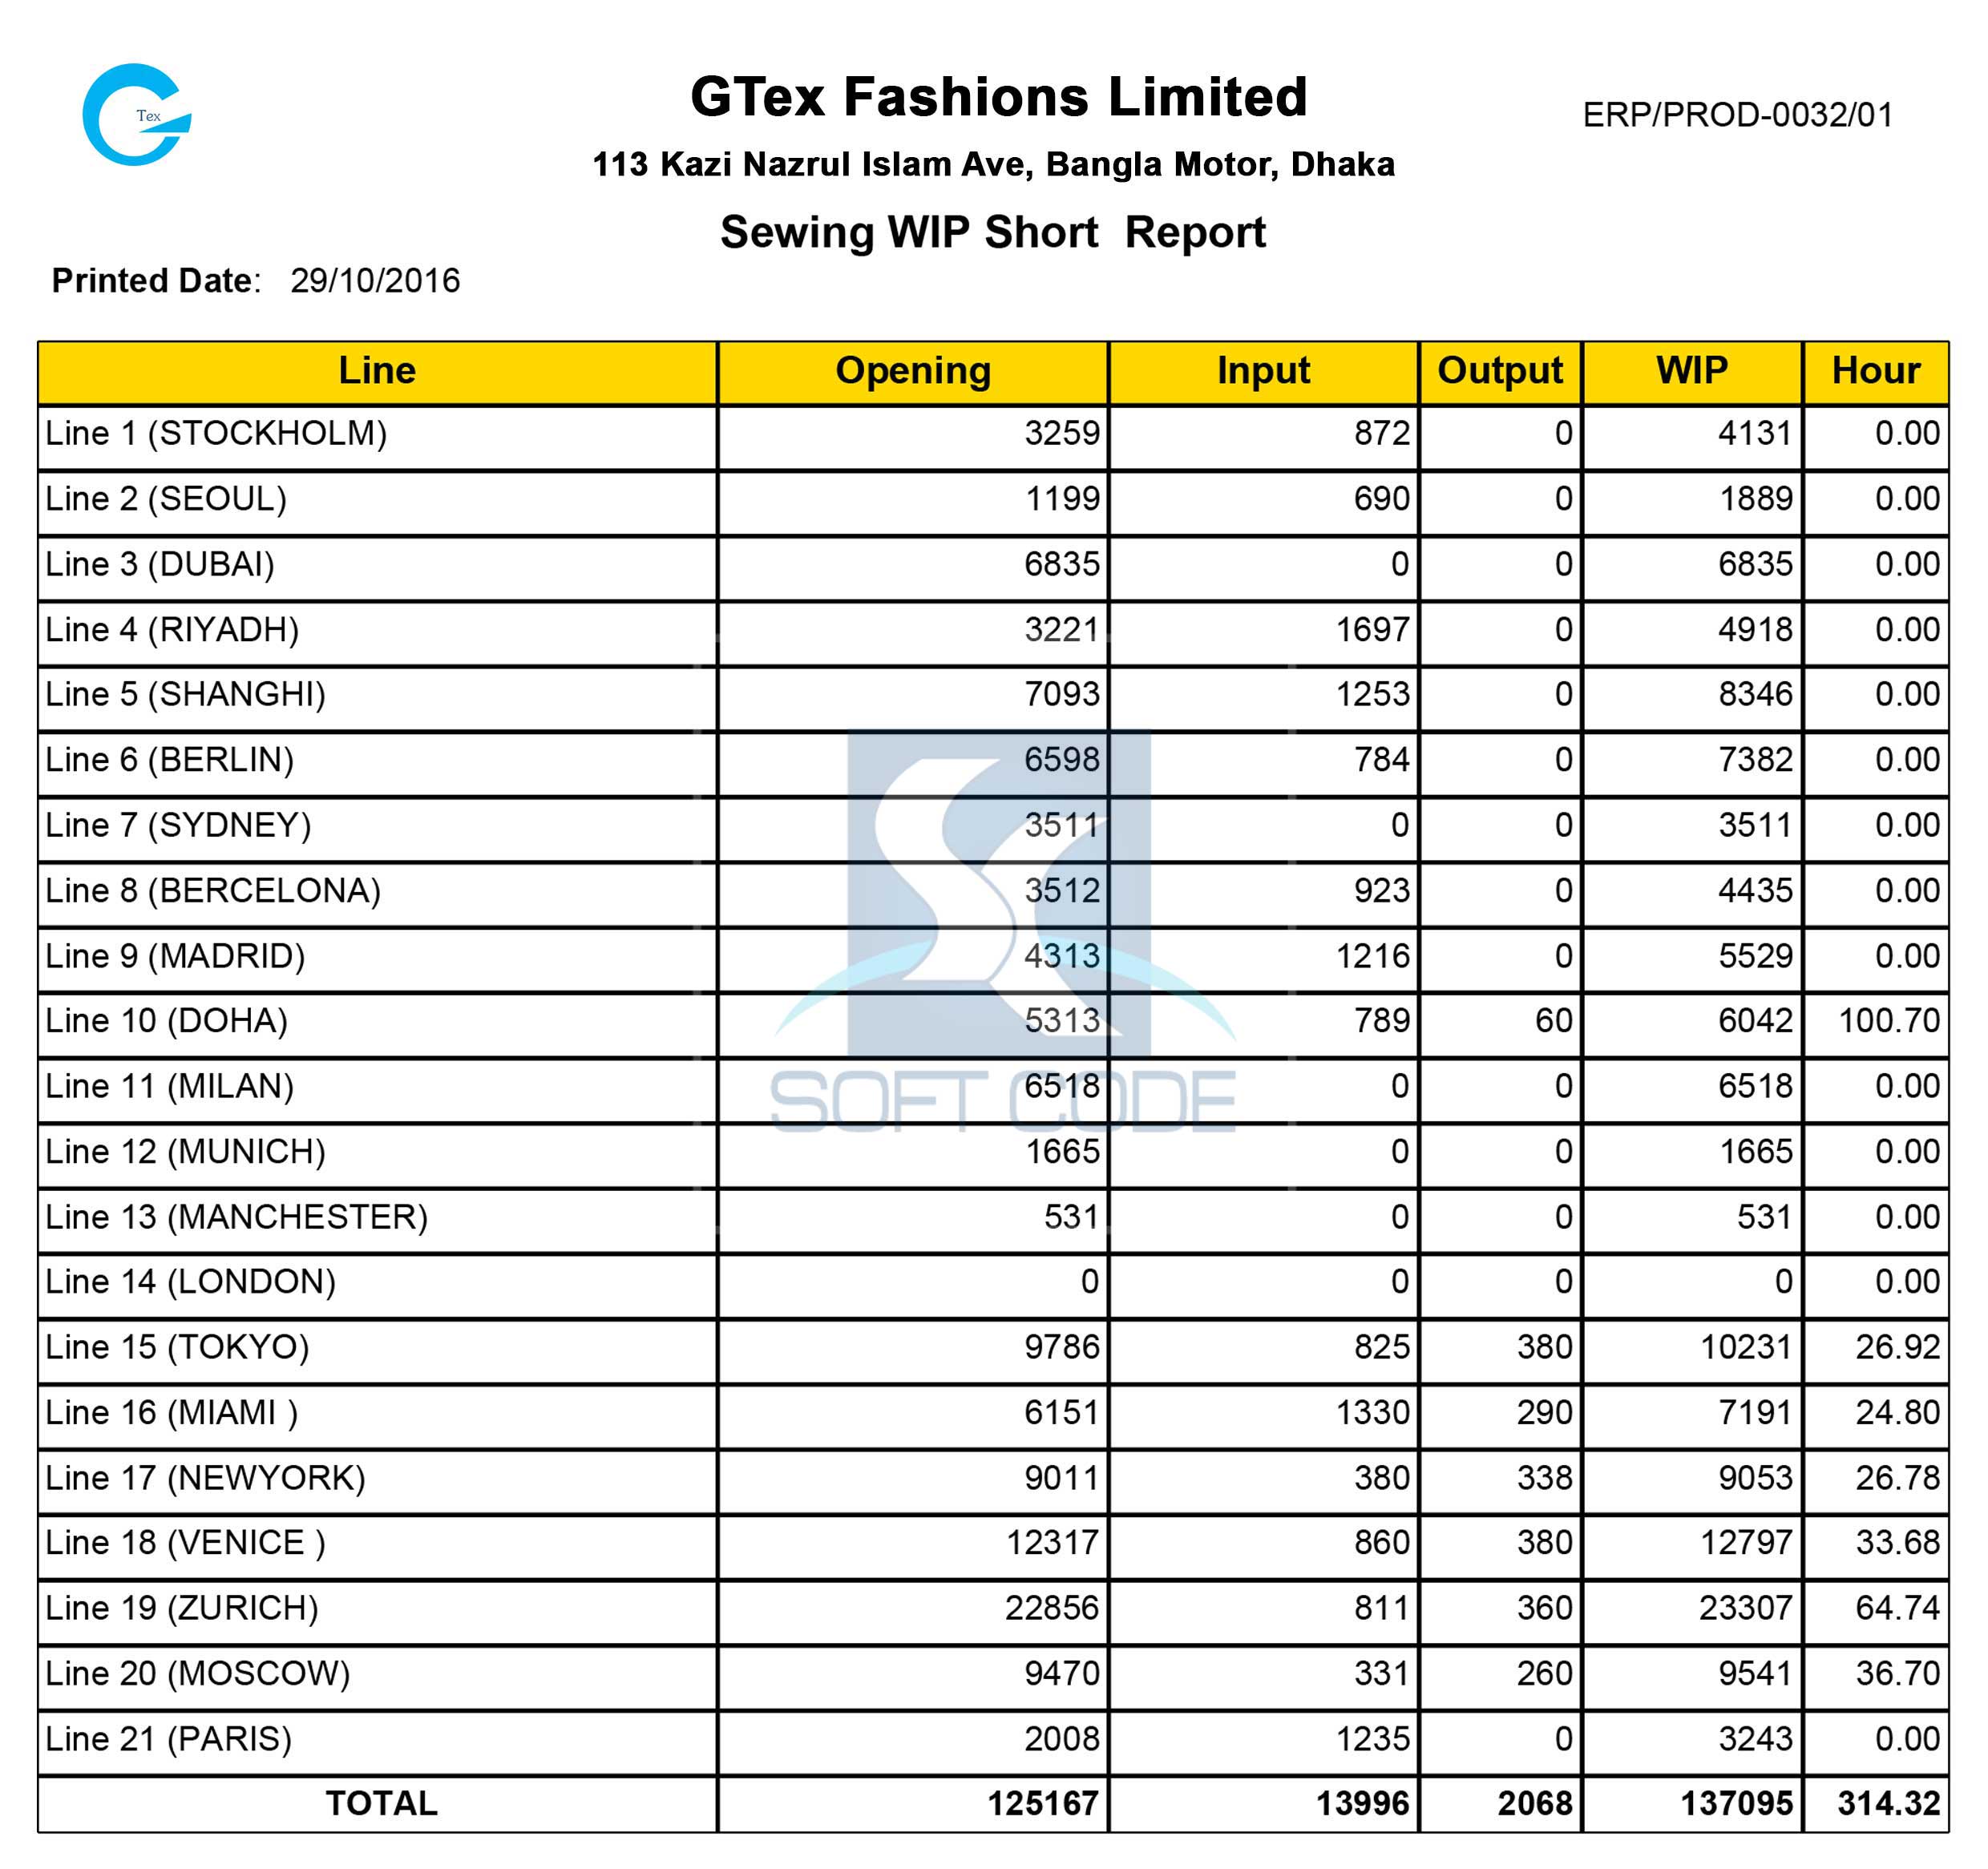 Tex
GTex Fashions Limited
ERP/PROD-0032/01
113 Kazi Nazrul Islam Ave, Bangla Motor, Dhaka
Sewing WIP Short Report
Printed Date: 29/10/2016
Line Opening Input Output WIP Hour
Line 1 (STOCKHOLM) 3259 872 0 4131 0.00
Line 2 (SEOUL) 1199 690 0 1889 0.00
Line 3 (DUBAI) 6835 0 0 6835 0.00
Line 4 (RIYADH) 3221 1697 0 4918 0.00
Line 5 (SHANGHI) 7093 1253 0 8346 0.00
Line 6 (BERLIN) 6598 784 0 7382 0.00
Line 7 (SYDNEY) 3511 0 0 3511 0.00
Line 8 (BERCELONA) 3512 923 0 4435 0.00
Line 9 (MADRID) 4313 1216 0 5529 0.00
Line 10 (DOHA) 5313 789 60 6042 100.70
Line 11 (MILAN) 6518 0 0 6518 0.00
SOFT CODE
Line 12 (MUNICH) 1665 0 0 1665 0.00
Line 13 (MANCHESTER) 531 0 0 531 0.00
Line 14 (LONDON) 0 0 0 0 0.00
Line 15 (TOKYO) 9786 825 380 10231 26.92
Line 16 (MIAMI ) 6151 1330 290 7191 24.80
Line 17 (NEWYORK) 9011 380 338 9053 26.78
Line 18 (VENICE ) 12317 860 380 12797 33.68
Line 19 (ZURICH) 22856 811 360 23307 64.74
Line 20 (MOSCOW) 9470 331 260 9541 36.70
Line 21 (PARIS) 2008 1235 0 3243 0.00
TOTAL 125167 13996 2068 137095 314.32